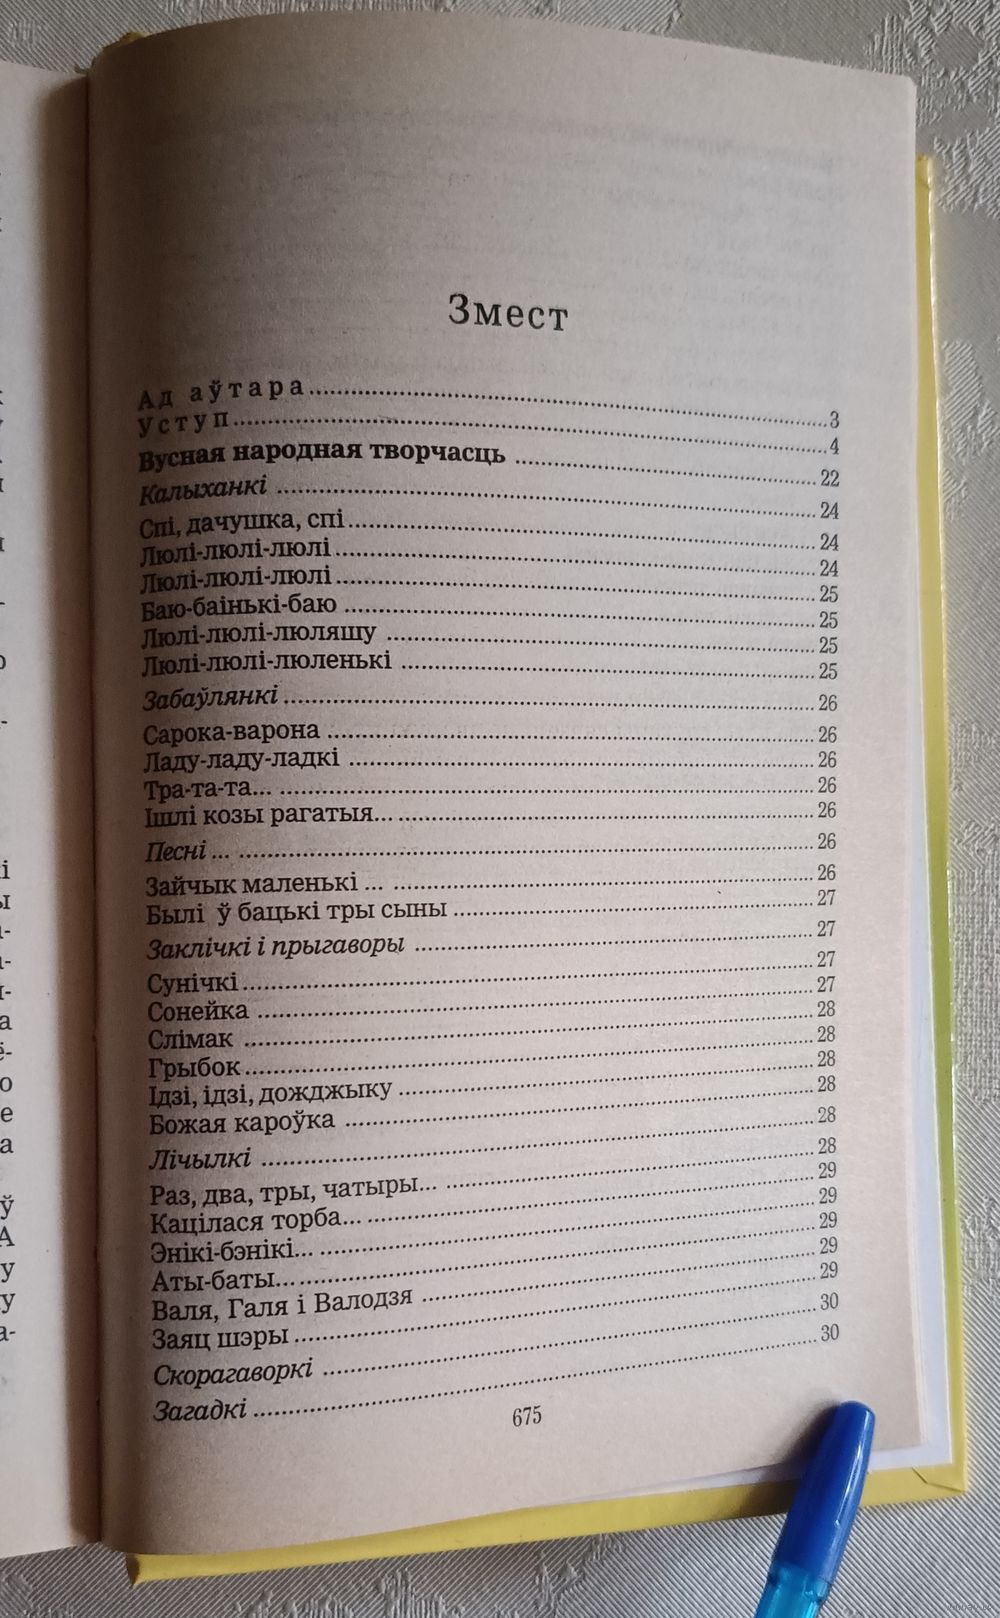 Змест
Ад аўтара 3
Уступ 4
Вусная народная творчасць 22
Калыханкі 24
Спі, дачушка, спі 24
Люлі-люлі-люлі 24
Люлі-люлі-люлі 25
Баю-баінькі-баю 25
Люлі-люлі-люляшу 25
Люлі-люлі-люленькі 25
Забаўлянкі 26
Сарока-варона 26
Ладу-ладу-ладкі 26
Тра-та-та... 26
Ішлі козы рагатыя... 26
Песні ... 26
Зайчык маленькі ... 26
Былі ў бацькі тры сыны 27
Заклічкі і прыгаворы 27
Сунічкі 27
Сонейка 27
Слімак 28
Грыбок 28
Ідзі, ідзі, дожджыку 28
Божая кароўка 28
Лічылкі 28
Раз, два, тры, чатыры... 28
Кацілася торба... 29
Энікі-бэнікі... 29
Аты-баты... 29
Валя, Галя і Валодзя 29
Заяц шэры 29
Скорагаворкі 30
Загадкі 30
675